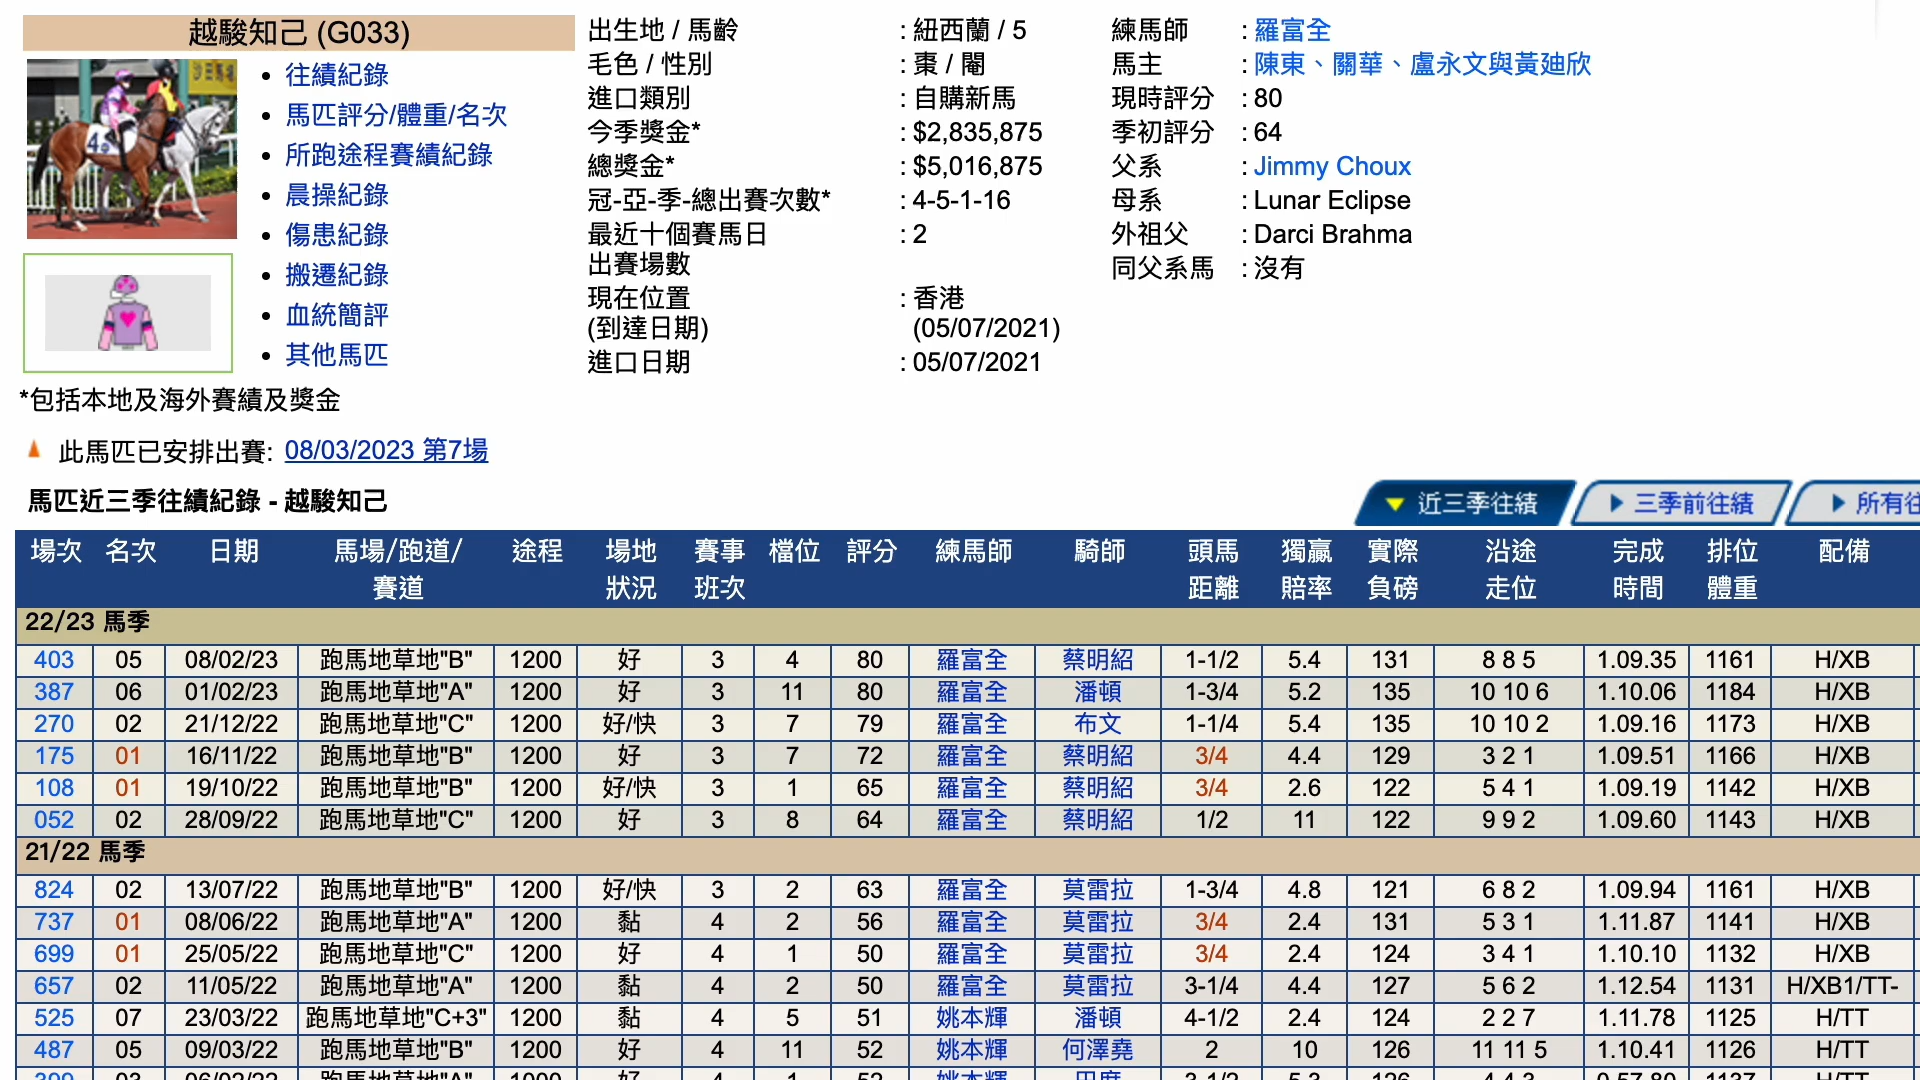 越駿知己 (G033)
往績紀錄
馬匹評分/體重/名次
所跑途程賽績紀錄
晨操紀錄
傷患紀錄
搬遷紀錄
血統簡評
其他馬匹
出生地 / 馬齡 : 紐西蘭 / 5
毛色 / 性別 : 棗 / 閹
進口類別 : 自購新馬
今季獎金* : $2,835,875
總獎金* : $5,016,875
冠-亞-季-總出賽次數* : 4-5-1-16
最近十個賽馬日 : 2
出賽場數
現在位置 : 香港
(到達日期) (05/07/2021)
進口日期 : 05/07/2021
練馬師 : 羅富全
馬主 : 陳東、關華、盧永文與黃廸欣
現時評分 : 80
季初評分 : 64
父系 : Jimmy Choux
母系 : Lunar Eclipse
外祖父 : Darci Brahma
同父系馬 : 沒有
*包括本地及海外賽績及獎金
此馬匹已安排出賽: 08/03/2023 第7場
馬匹近三季往績紀錄 - 越駿知己
近三季往績 三季前往績 所有往
場次 名次 日期 馬場/跑道/ 途程 場地 賽事 檔位 評分 練馬師 騎師 頭馬 獨贏 實際 沿途 完成 排位 配備
賽道 狀況 班次 距離 賠率 負磅 走位 時間 體重
22/23 馬季
403 05 08/02/23 跑馬地草地"B" 1200 好 3 4 80 羅富全 蔡明紹 1-1/2 5.4 131 8 8 5 1.09.35 1161 H/XB
387 06 01/02/23 跑馬地草地"A" 1200 好 3 11 80 羅富全 潘頓 1-3/4 5.2 135 10 10 6 1.10.06 1184 H/XB
270 02 21/12/22 跑馬地草地"C" 1200 好/快 3 7 79 羅富全 布文 1-1/4 5.4 135 10 10 2 1.09.16 1173 H/XB
175 01 16/11/22 跑馬地草地"B" 1200 好 3 7 72 羅富全 蔡明紹 3/4 4.4 129 3 2 1 1.09.51 1166 H/XB
108 01 19/10/22 跑馬地草地"B" 1200 好/快 3 1 65 羅富全 蔡明紹 3/4 2.6 122 5 4 1 1.09.19 1142 H/XB
052 02 28/09/22 跑馬地草地"C" 1200 好 3 8 64 羅富全 蔡明紹 1/2 11 122 9 9 2 1.09.60 1143 H/XB
21/22 馬季
824 02 13/07/22 跑馬地草地"B" 1200 好/快 3 2 63 羅富全 莫雷拉 1-3/4 4.8 121 6 8 2 1.09.94 1161 H/XB
737 01 08/06/22 跑馬地草地"A" 1200 黏 4 2 56 羅富全 莫雷拉 3/4 2.4 131 5 3 1 1.11.87 1141 H/XB
699 01 25/05/22 跑馬地草地"C" 1200 好 4 1 50 羅富全 莫雷拉 3/4 2.4 124 3 4 1 1.10.10 1132 H/XB
657 02 11/05/22 跑馬地草地"A" 1200 黏 4 2 50 羅富全 莫雷拉 3-1/4 4.4 127 5 6 2 1.12.54 1131 H/XB1/TT-
525 07 23/03/22 跑馬地草地"C+3" 1200 黏 4 5 51 姚本輝 潘頓 4-1/2 2.4 124 2 2 7 1.11.78 1125 H/TT
487 05 09/03/22 跑馬地草地"B" 1200 好 4 11 52 姚本輝 何澤堯 2 10 126 11 11 5 1.10.41 1126 H/TT